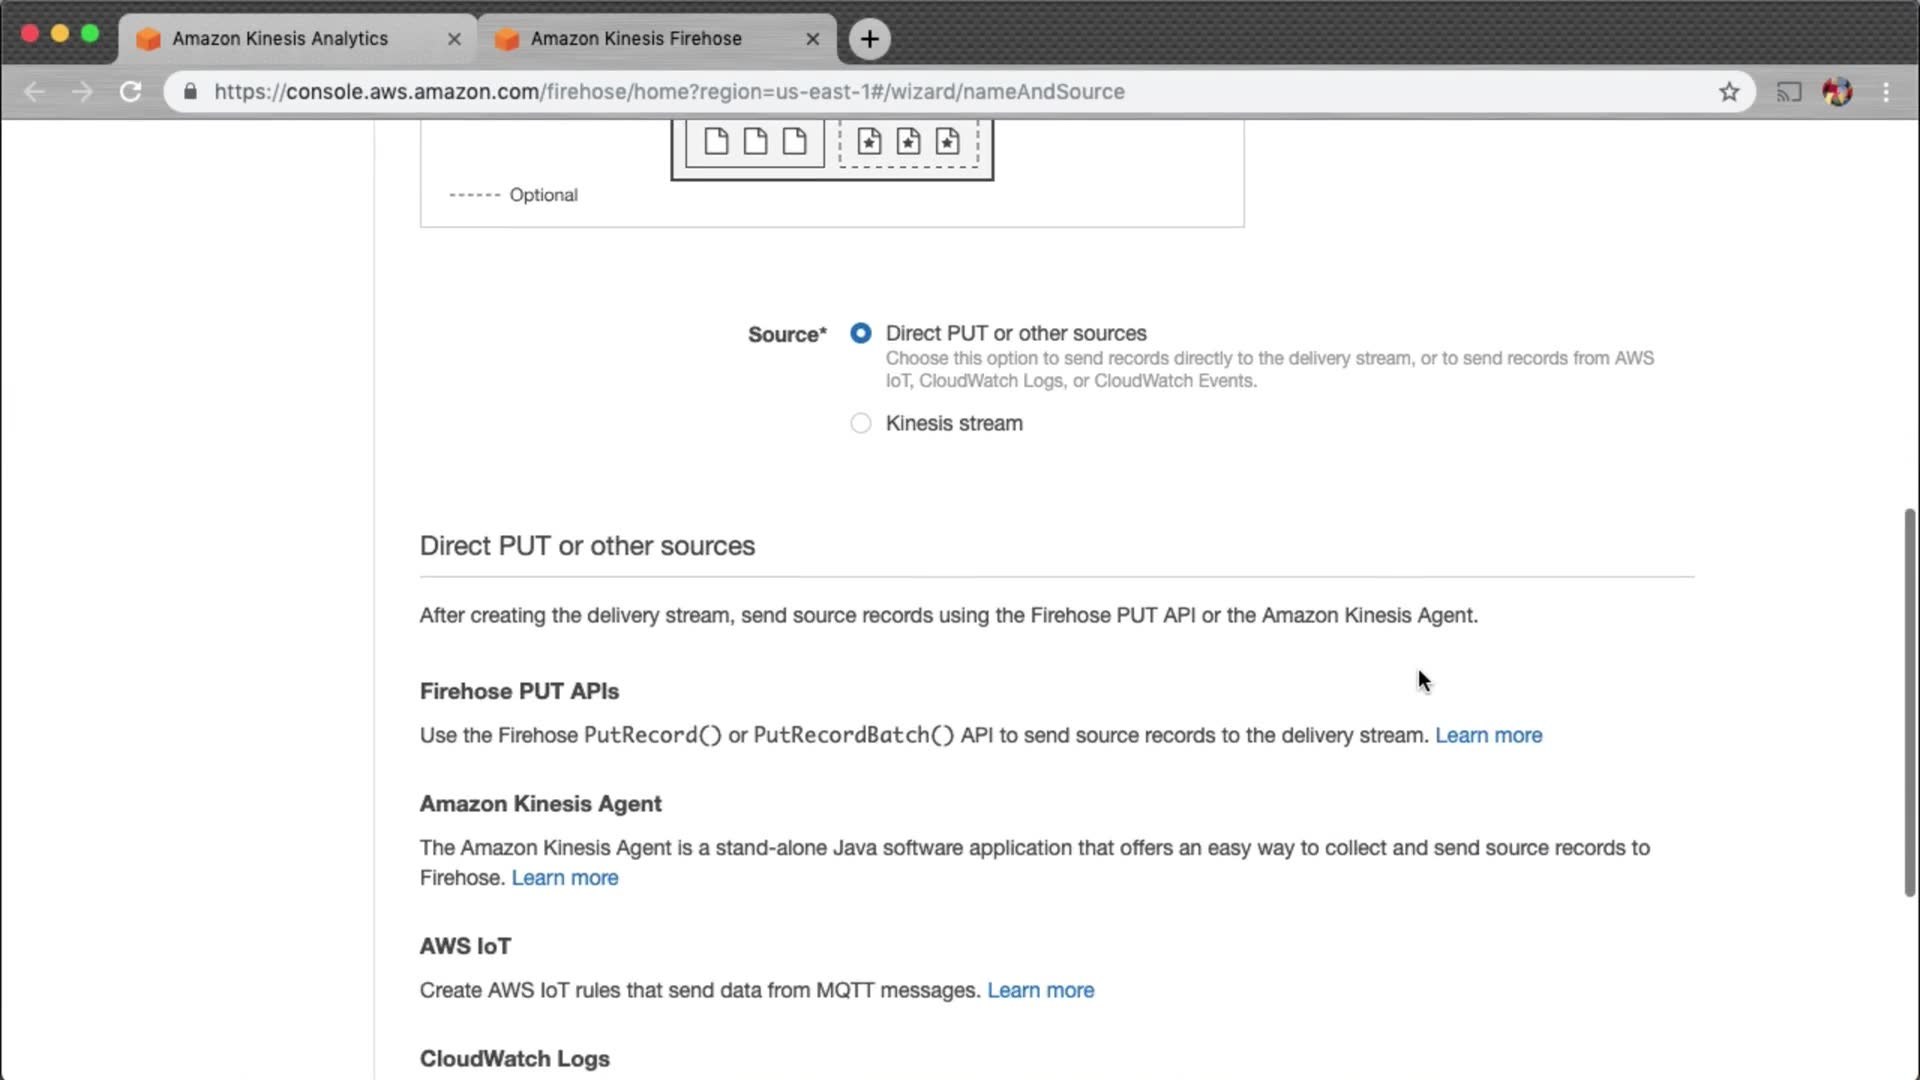 Amazon Kinesis Analytics
Amazon Kinesis Firehose
https://console.aws.amazon.com/firehose/home?region=us-east-1#/wizard/nameAndSource
Optional
Source*
Direct PUT or other sources
Choose this option to send records directly to the delivery stream, or to send records from AWS
IoT, CloudWatch Logs, or CloudWatch Events.
Kinesis stream
Direct PUT or other sources
After creating the delivery stream, send source records using the Firehose PUT API or the Amazon Kinesis Agent.
Firehose PUT APIs
Use the Firehose PutRecord() or PutRecordBatch() API to send source records to the delivery stream. Learn more
Amazon Kinesis Agent
The Amazon Kinesis Agent is a stand-alone Java software application that offers an easy way to collect and send source records to
Firehose. Learn more
AWS IoT
Create AWS IoT rules that send data from MQTT messages. Learn more
CloudWatch Logs